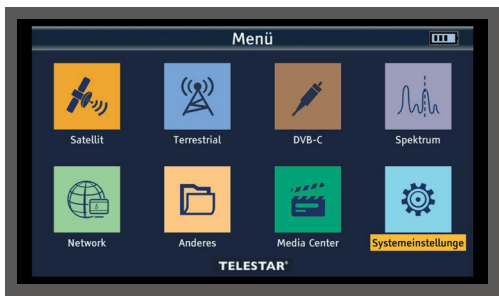 Menü
Satellit Terrestrial DVB-C Spektrum
Network Anderes Media Center Systemeinstellunge
TELESTAR®